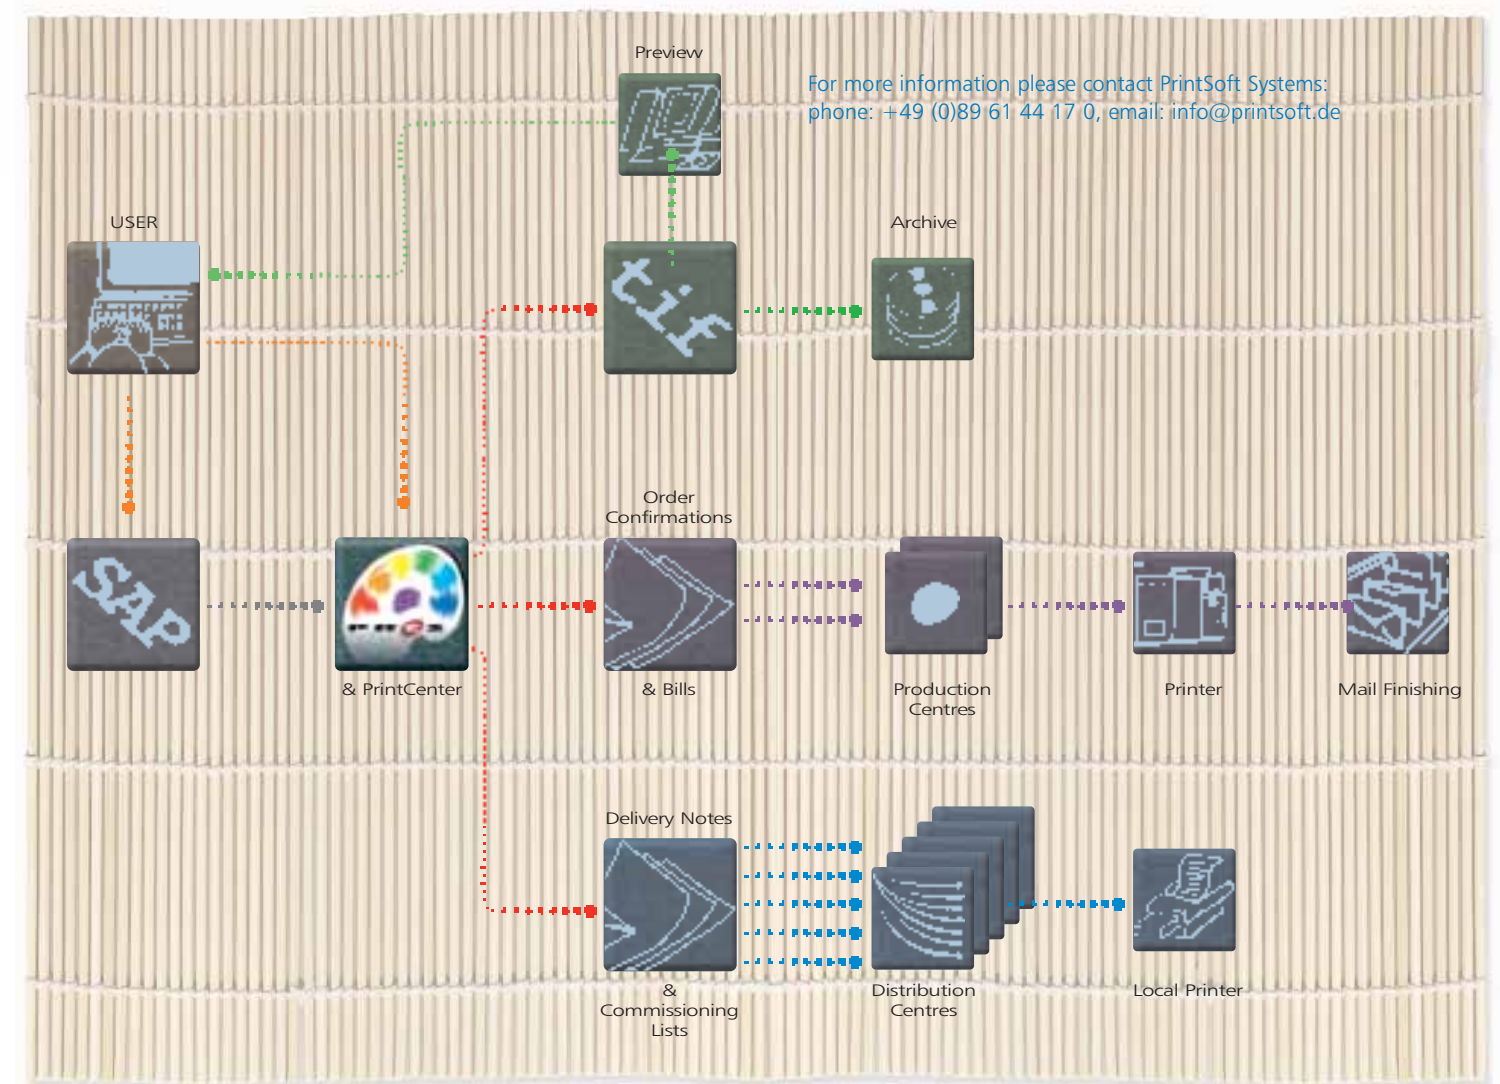 Preview
For more information please contact PrintSoft Systems:
phone: +49 (0)89 61 44 17 0, email: info@printsoft.de
USER
Archive
tif
Order
Confirmations
SAP
& PrintCenter
& Bills
Production
Centres
Printer
Mail Finishing
Delivery Notes
&
Commissioning
Lists
Distribution
Centres
Local Printer